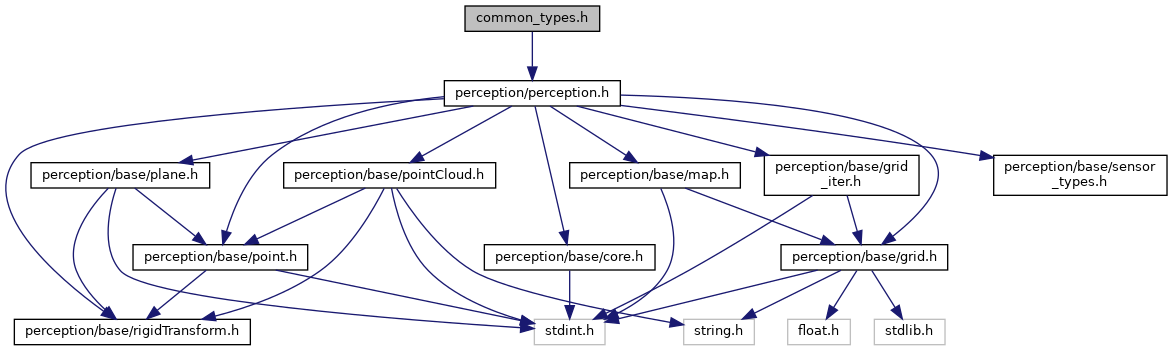 common_types.h
perception/perception.h
perception/base/plane.h
perception/base/pointCloud.h
perception/base/map.h
perception/base/grid
_iter.h
perception/base/sensor
_types.h
perception/base/point.h
perception/base/core.h
perception/base/grid.h
perception/base/rigidTransform.h
stdint.h
string.h
float.h
stdlib.h